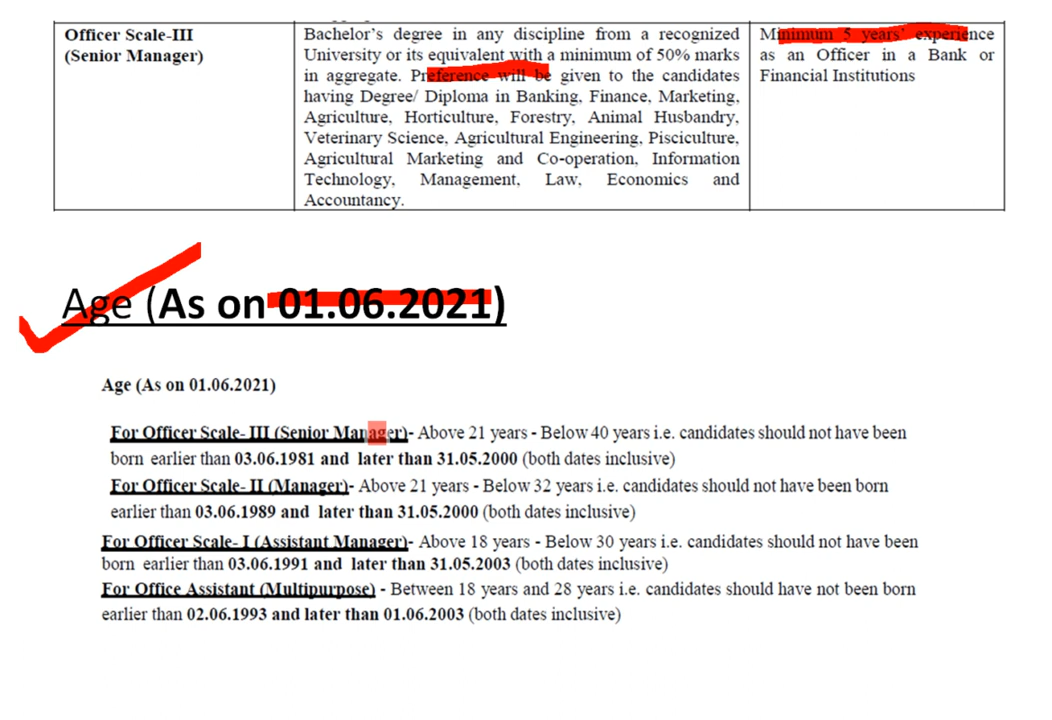 Officer Scale-III
(Senior Manager)
Bachelor's degree in any discipline from a recognized
University or its equivalent with a minimum of 50% marks
in aggregate. Preference will be given to the candidates
having Degree/ Diploma in Banking, Finance, Marketing,
Agriculture, Horticulture, Forestry, Animal Husbandry,
Veterinary Science, Agricultural Engineering, Pisciculture,
Agricultural Marketing and Co-operation, Information
Technology, Management, Law, Economics and
Accountancy.
Minimum 5 years' experience
as an Officer in a Bank or
Financial Institutions
Age (As on 01.06.2021)
Age (As on 01.06.2021)
For Officer Scale- III (Senior Manager)- Above 21 years - Below 40 years i.e. candidates should not have been
born earlier than 03.06.1981 and later than 31.05.2000 (both dates inclusive)
For Officer Scale- II (Manager)- Above 21 years - Below 32 years i.e. candidates should not have been born
earlier than 03.06.1989 and later than 31.05.2000 (both dates inclusive)
For Officer Scale- I (Assistant Manager)- Above 18 years - Below 30 years i.e. candidates should not have been
born earlier than 03.06.1991 and later than 31.05.2003 (both dates inclusive)
For Office Assistant (Multipurpose) - Between 18 years and 28 years i.e. candidates should have not been born
earlier than 02.06.1993 and later than 01.06.2003 (both dates inclusive)